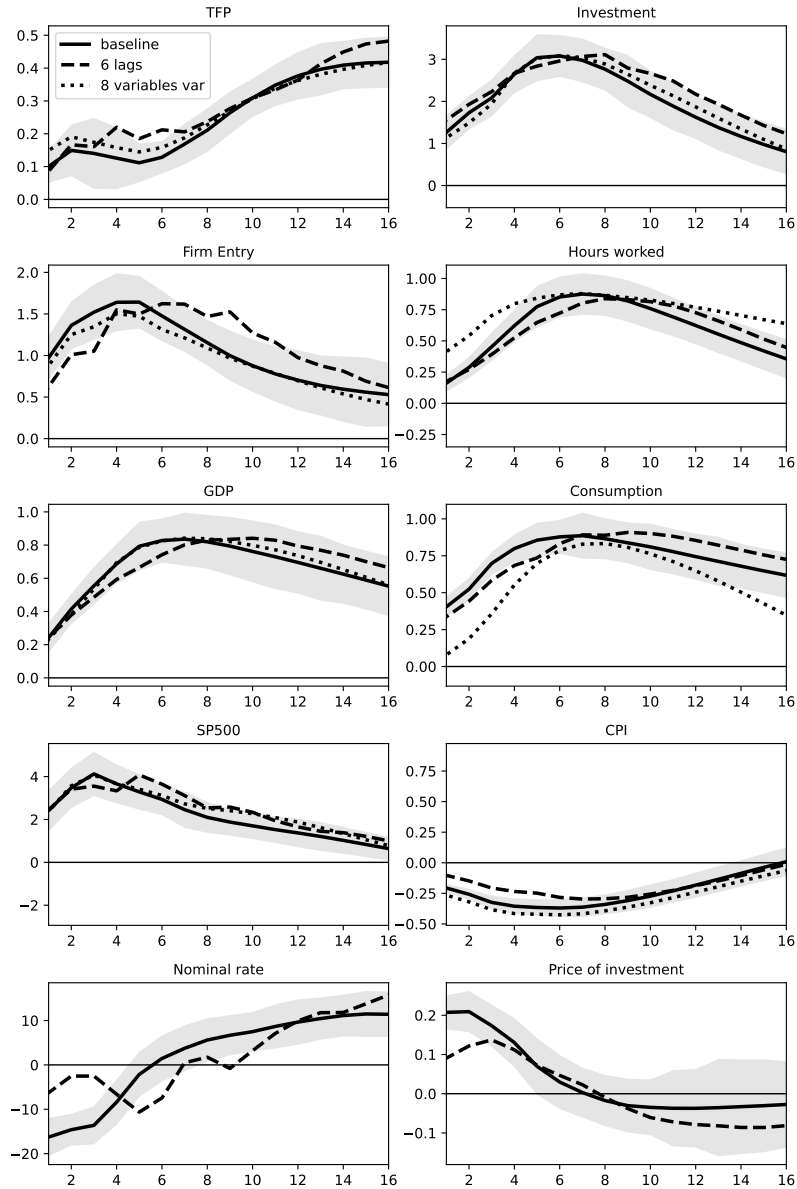 TFP
Investment
0.5
0.4
0.3
0.2
0.1
0.0
baseline
6 lags
8 variables var
3
2
1
0
2 4 6 8 10 12 14 16
2 4 6 8 10 12 14 16
Firm Entry
Hours worked
2.0
1.5
1.0
0.5
0.0
1.00
0.75
0.50
0.25
0.00
−0.25
2 4 6 8 10 12 14 16
2 4 6 8 10 12 14 16
GDP
Consumption
1.0
0.8
0.6
0.4
0.2
0.0
1.00
0.75
0.50
0.25
0.00
2 4 6 8 10 12 14 16
2 4 6 8 10 12 14 16
SP500
CPI
4
2
0
−2
0.75
0.50
0.25
0.00
−0.25
−0.50
2 4 6 8 10 12 14 16
2 4 6 8 10 12 14 16
Nominal rate
Price of investment
10
0
−10
−20
0.2
0.1
0.0
−0.1
2 4 6 8 10 12 14 16
2 4 6 8 10 12 14 16